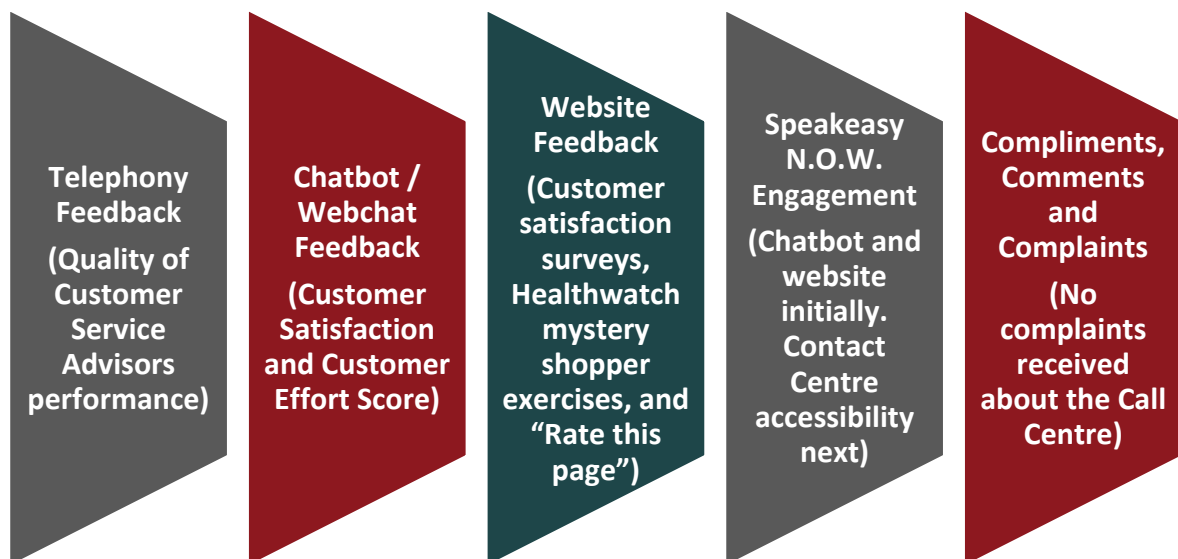 Telephony
Feedback
(Quality of
Customer
Service
Advisors
performance)
Chatbot /
Webchat
Feedback
(Customer
Satisfaction
and Customer
Effort Score)
Website
Feedback
(Customer
satisfaction
surveys,
Healthwatch
mystery
shopper
exercises, and
“Rate this
page”)
Speakeasy
N.O.W.
Engagement
(Chatbot and
website
initially.
Contact
Centre
accessibility
next)
Compliments,
Comments
and
Complaints
(No
complaints
received
about the Call
Centre)